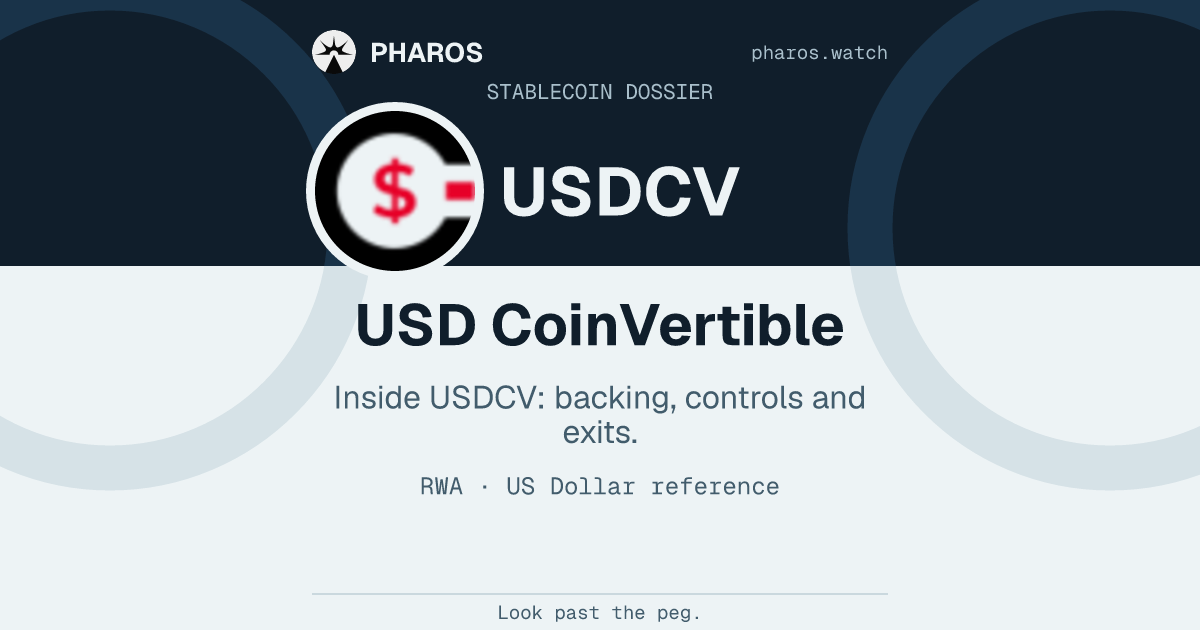 PHAROS
pharos.watch
STABLECOIN DOSSIER
$
USDCV
USD CoinVertible
Inside USDCV: backing, controls and
exits.
RWA · US Dollar reference
Look past the peg.